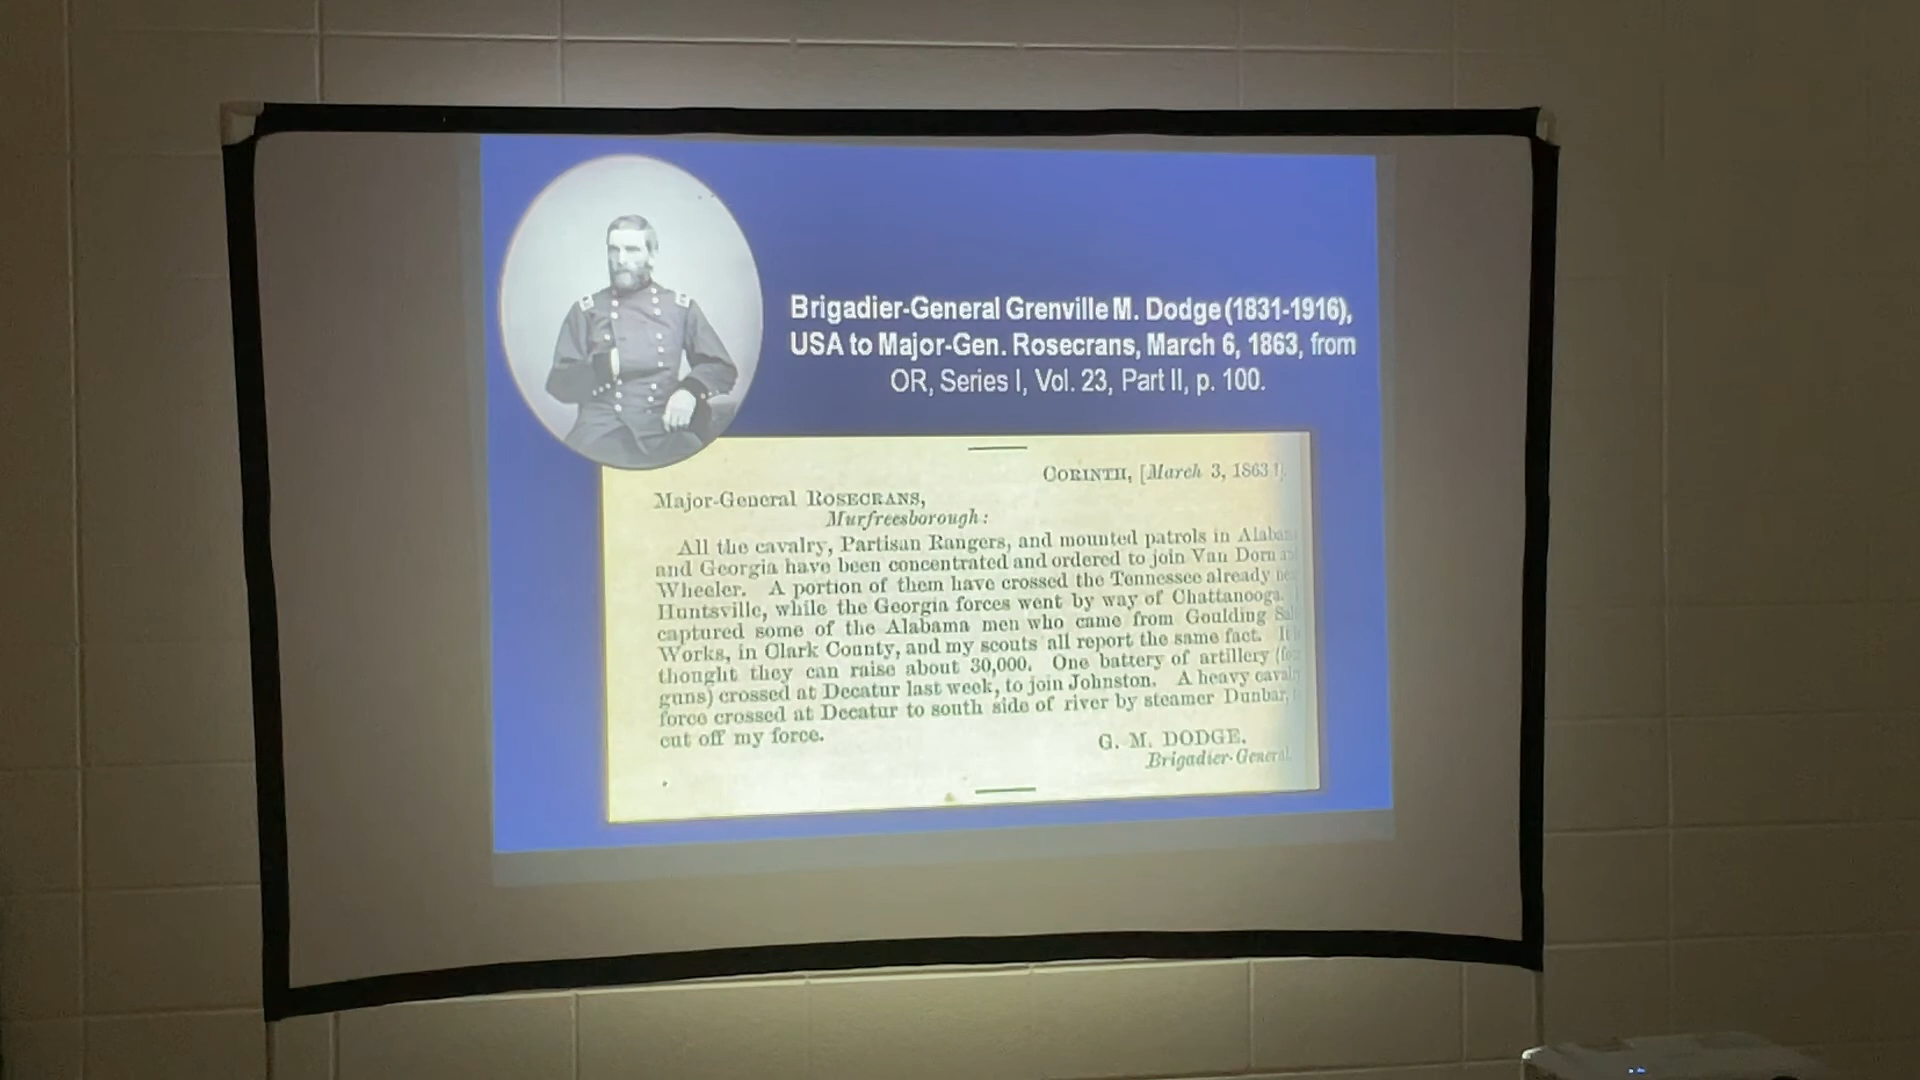 Brigadier-General Grenville M. Dodge (1831-1916),
USA to Major-Gen. Rosecrans, March 6, 1863, from
OR, Series I, Vol. 23, Part II, p. 100.
CORINTH, [March 3, 1863 ?].
Major-General ROSECRANS,
Murfreesborough:
All the cavalry, Partisan Rangers, and mounted patrols in Alabam
and Georgia have been concentrated and ordered to join Van Dorn
Wheeler. A portion of them have crossed the Tennessee already
Huntsville, while the Georgia forces went by way of Chattanooga.
captured some of the Alabama men who came from Goulding
Works, in Clark County, and my scouts all report the same fact. It
thought they can raise about 30,000. One battery of artillery
guns) crossed at Decatur last week, to join Johnston. A heavy
force crossed at Decatur to south side of river by steamer Dunbar,
cut off my force.
G. M. DODGE,
Brigadier-General.